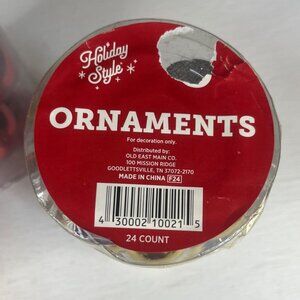 Holiday
Style
ORNAMENTS
For decoration only.
Distributed by:
OLD EAST MAIN CO.
100 MISSION RIDGE
GOODLETTSVILLE, TN 37072-2170
MADE IN CHINA F24
4 30002 10021 5
24 COUNT